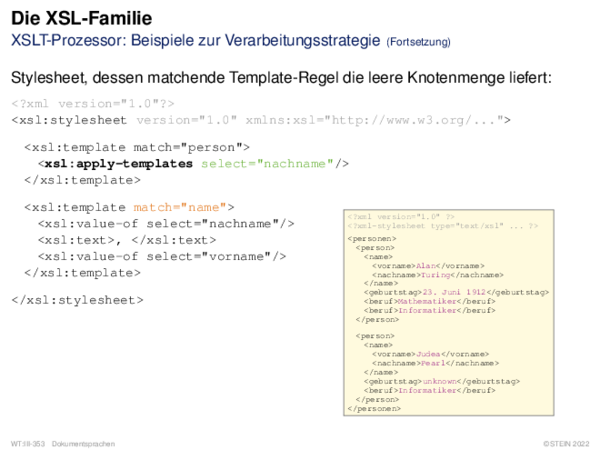 Die XSL-Familie
XSLT-Prozessor: Beispiele zur Verarbeitungsstrategie (Fortsetzung)
Stylesheet, dessen matchende Template-Regel die leere Knotenmenge liefert:
<?xml version="1.0"?>
<xsl:stylesheet version="1.0" xmlns:xsl="http://www.w3.org/...">
<xsl:template match="person">
<xsl:apply-templates select="nachname"/>
</xsl:template>
<xsl:template match="name">
<xsl:value-of select="nachname"/>
<xsl:text>, </xsl:text>
<xsl:value-of select="vorname"/>
</xsl:template>
</xsl:stylesheet>
<?xml version="1.0" ?>
<?xml-stylesheet type="text/xsl" ... ?>
<personen>
<person>
<name>
<vorname>Alan</vorname>
<nachname>Turing</nachname>
</name>
<geburtstag>23. Juni 1912</geburtstag>
<beruf>Mathematiker</beruf>
<beruf>Informatiker</beruf>
</person>
<person>
<name>
<vorname>Judea</vorname>
<nachname>Pearl</nachname>
</name>
<geburtstag>unknown</geburtstag>
<beruf>Informatiker</beruf>
</person>
</personen>
WT:III-353 Dokumentsprachen
©STEIN 2022